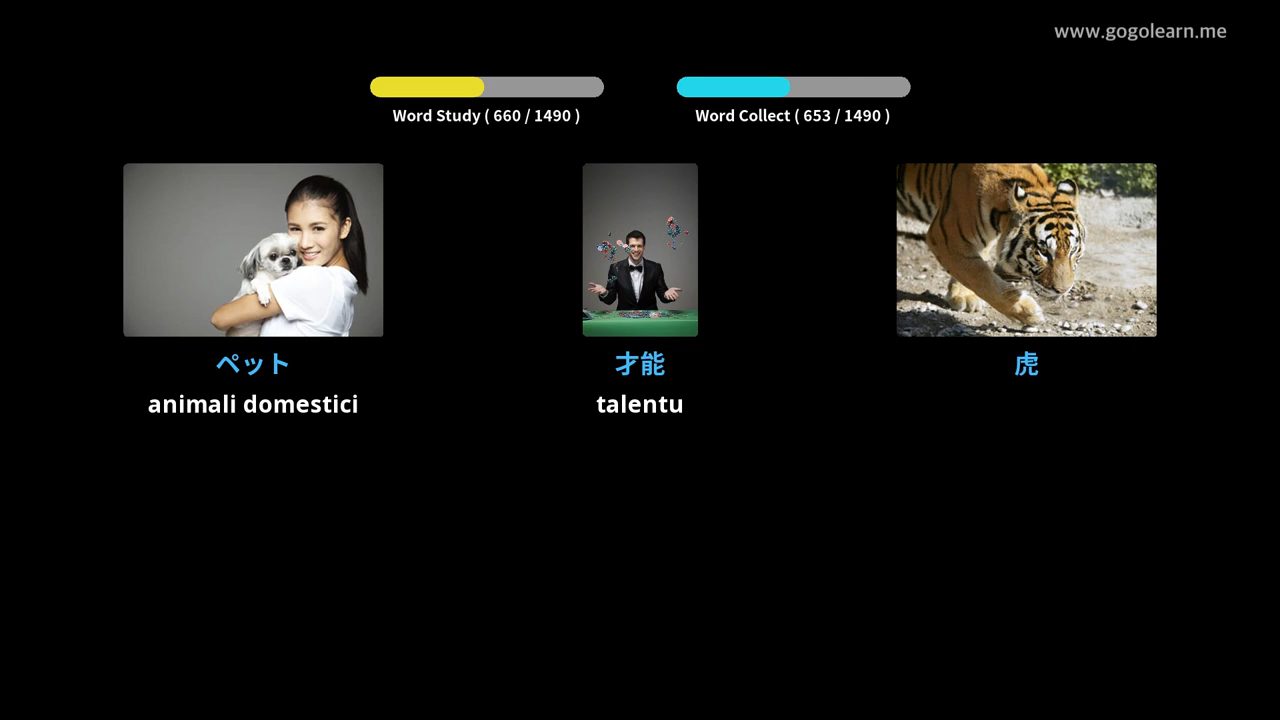 www.gogolearn.me
Word Study ( 660 / 1490 )
Word Collect ( 653 / 1490 )
ペット
才能
虎
animali domestici
talentu